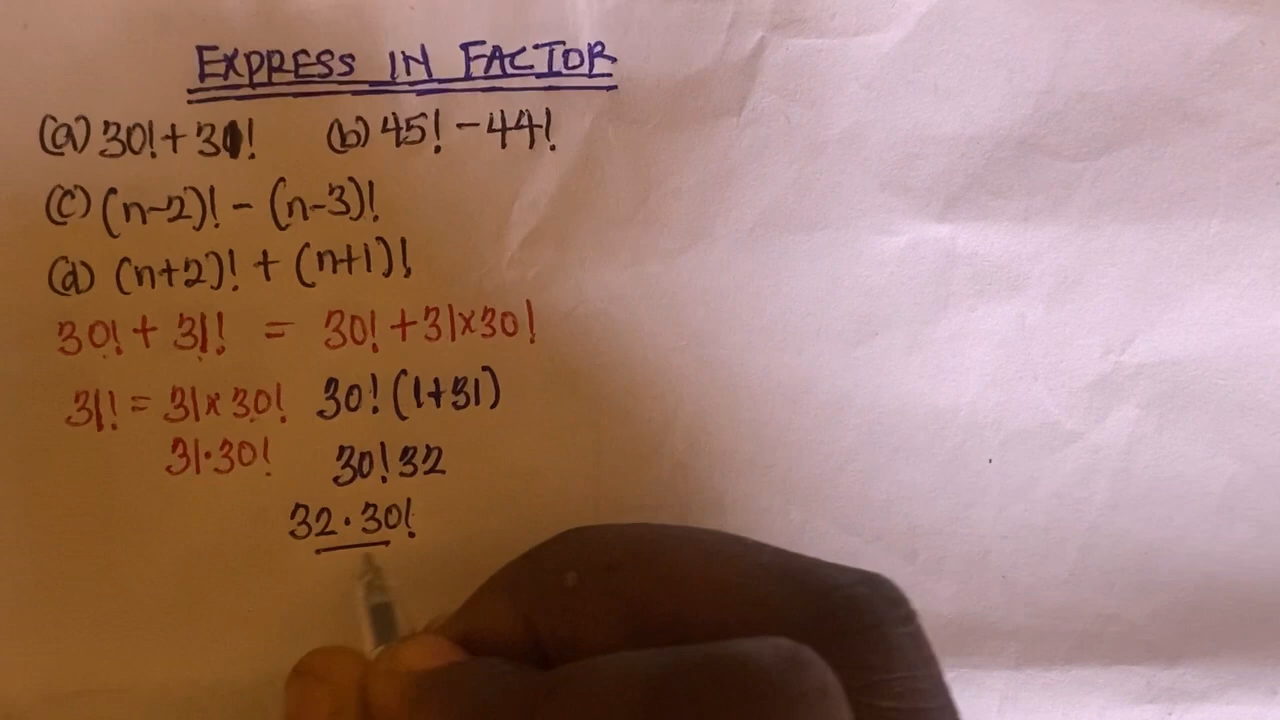 EXPRESS IN FACTOR
(a) 30! + 31! (b) 45! - 44!
(c) (n-2)! - (n-3)!
(d) (n+2)! + (n+1)!
30! + 31! = 30! + 31×30!
31! = 31×30! 30! (1+31)
31·30! 30! 32
32·30!